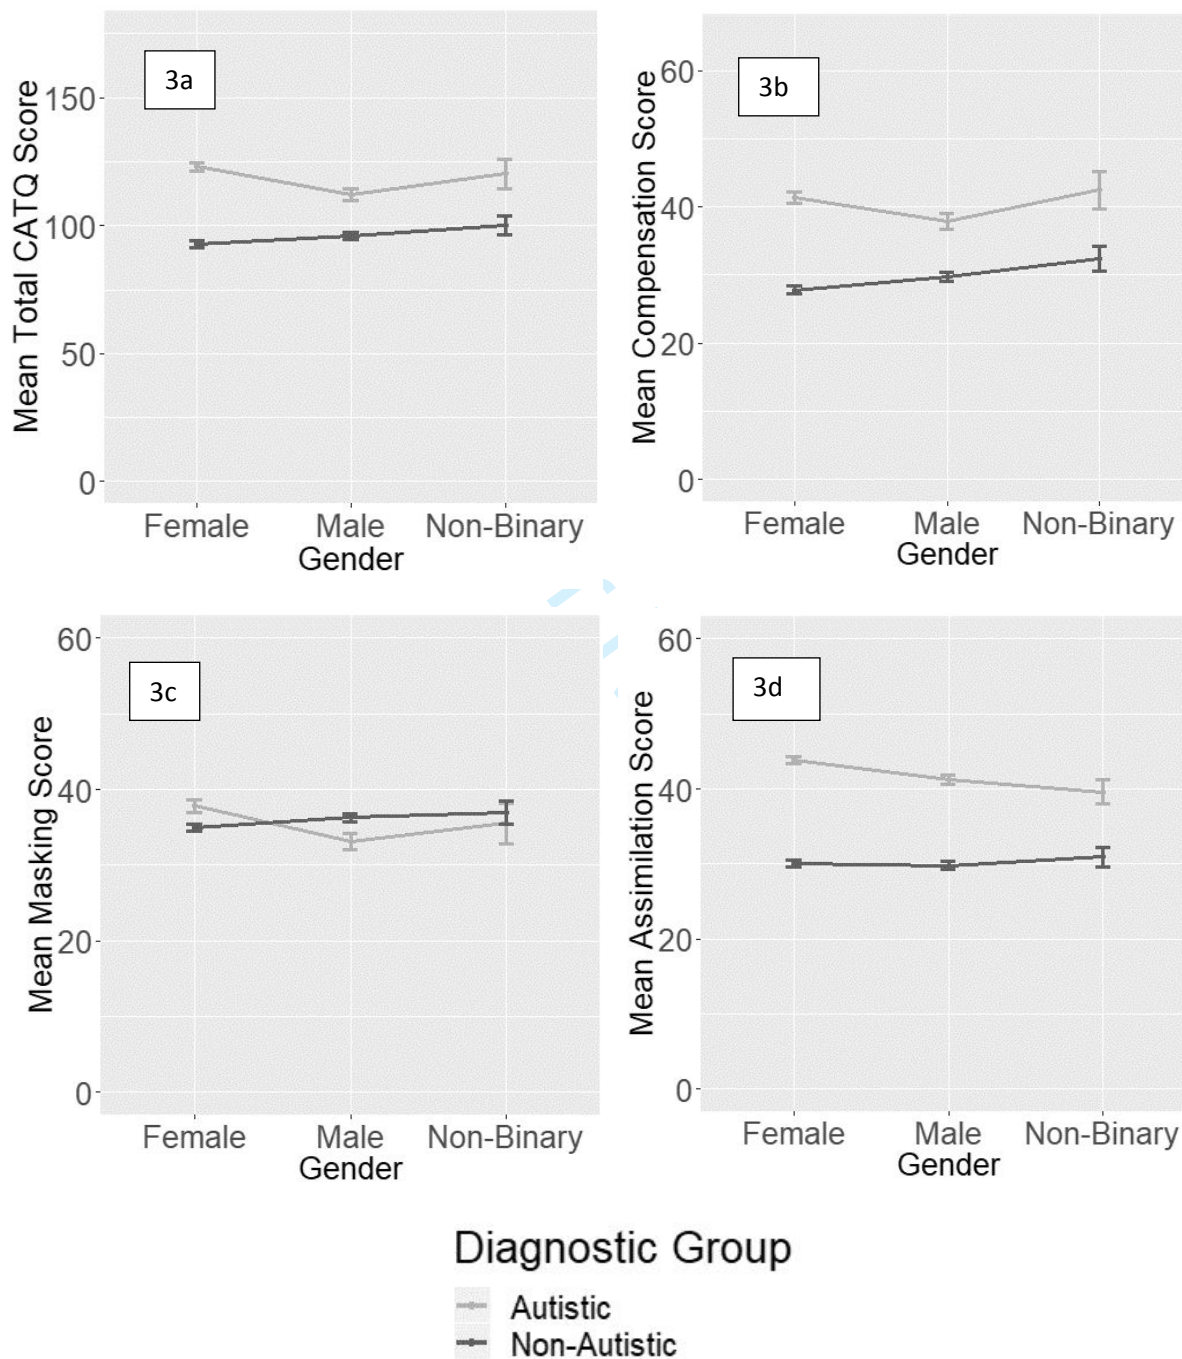 3a
Mean Total CATQ Score
150
100
50
0
Female Male Non-Binary
Gender
3b
Mean Compensation Score
60
40
20
0
Female Male Non-Binary
Gender
3c
Mean Masking Score
60
40
20
0
Female Male Non-Binary
Gender
3d
Mean Assimilation Score
60
40
20
0
Female Male Non-Binary
Gender
Diagnostic Group
Autistic
Non-Autistic